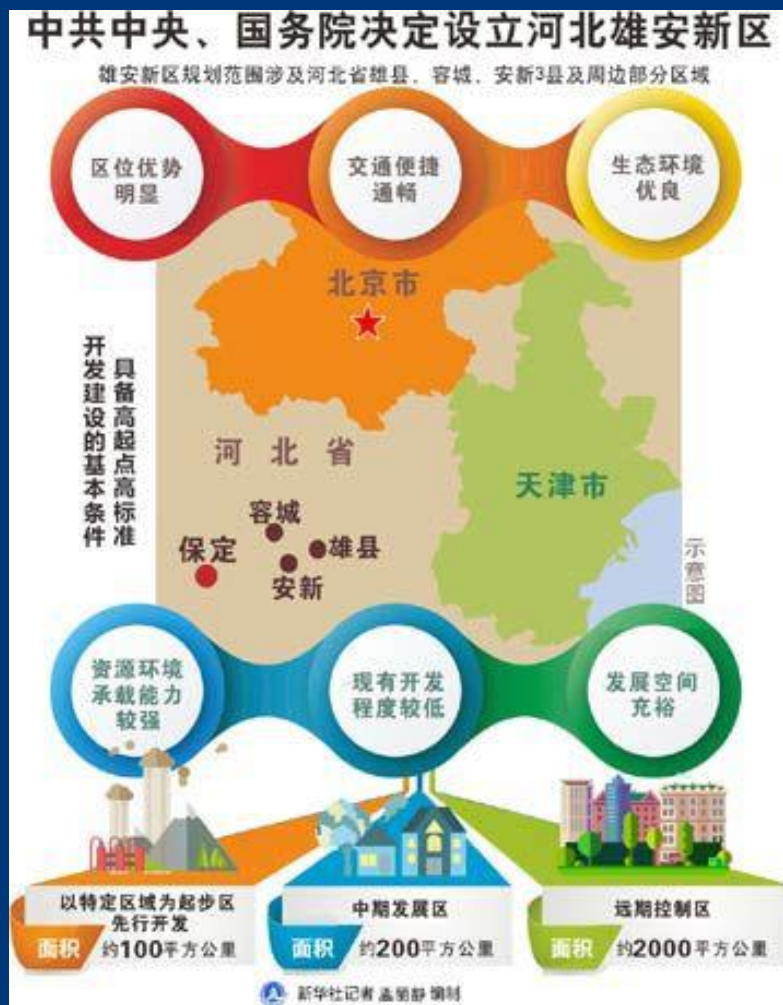 中共中央、国务院决定设立河北雄安新区
雄安新区规划范围涉及河北省雄县、容城、安新3县及周边部分区域
区位优势
明显
交通便捷
通畅
生态环境
优良
具备高起点高标准
开发建设的基本条件
北京市
河北省
天津市
容城
雄县
保定
安新
示意图
资源环境
承载能力
较强
现有开发
程度较低
发展空间
充裕
以特定区域为起步区
先行开发
面积 约100平方公里
中期发展区
面积 约200平方公里
远期控制区
面积 约2000平方公里
新华社记者 编制